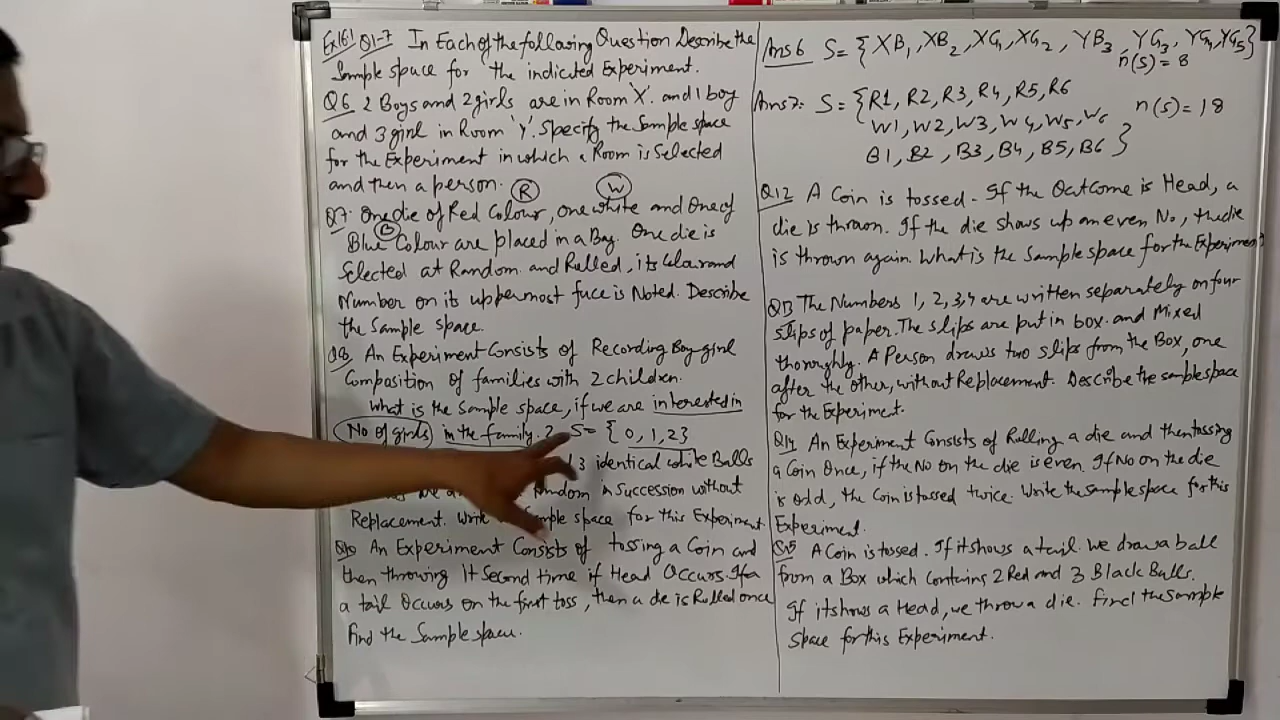 Ex 16.1 Q1-7 In Each of the following Question Describe the
Sample space for the indicated Experiment.
Q6 2 Boys and 2 girls are in Room 'X'. and 1 boy
and 3 girl in Room 'Y'. Specify the Sample space
for the Experiment in which a Room is Selected
and then a person. R W
Q7. One die of Red Colour, one white and One of
B
Blue Colour are placed in a Bag. One die is
Selected at Random and Rolled, its Colour and
Number on its uppermost face is Noted. Describe
the Sample space.
Q8 An Experiment Consists of Recording Boy-girl
Composition of families with 2 children.
what is the Sample space, if we are interested in
No of girls in the family. ? S= { 0, 1, 2}
3 identical white Balls
in Succession without
Replacement. Sample space for this Experiment.
Q10 An Experiment Consists of tossing a Coin and
then throwing it Second time if Head Occurs. If a
a tail Occurs on the first toss, then a die is Rolled once
Find the Sample space.
Ans 6 S= { XB1, XB2, XG1, XG2, YB3, YG3, YG4, YG5}
n(S) = 8
Ans 7: S= { R1, R2, R3, R4, R5, R6
W1, W2, W3, W4, W5, W6 n(S) = 18
B1, B2, B3, B4, B5, B6 }
Q12 A Coin is tossed. If the Outcome is Head, a
die is thrown. If the die shows up an even No, the die
is thrown again. What is the Sample space for the Experiment
Q13 The Numbers 1, 2, 3, 4 are written separately on four
slips of paper. The slips are put in box and Mixed
thoroughly. A Person draws two slips from the Box, one
after the other, without Replacement. Describe the sample space
for the Experiment.
Q14 An Experiment Consists of Rolling a die and then tossing
a Coin Once, if the No on the die is even. If No on the die
is odd, the Coin is tossed twice. Write the sample space for this
Experiment.
Q15 A Coin is tossed. If it shows a tail. We draw a ball
from a Box which contains 2 Red and 3 Black Balls.
If it shows a Head, we throw a die. Find the sample
Space for this Experiment.